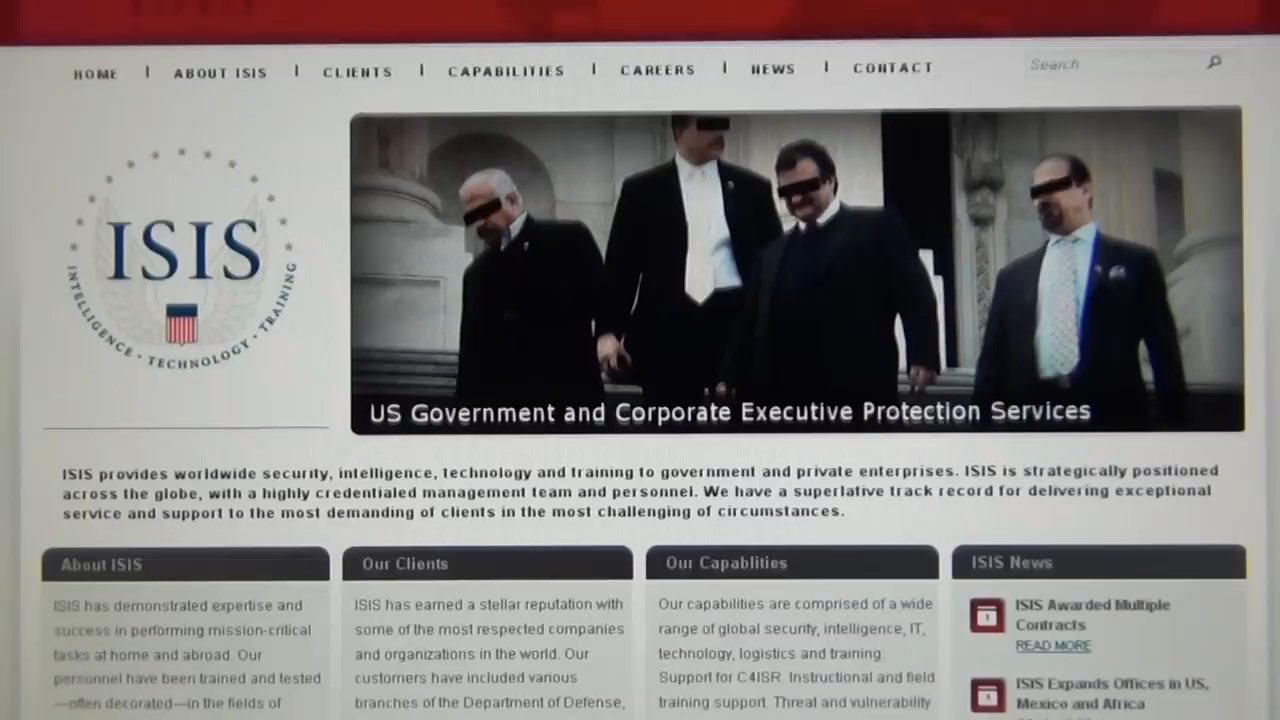 HOME | ABOUT ISIS | CLIENTS | CAPABILITIES | CAREERS | NEWS | CONTACT
Search
ISIS
INTELLIGENCE · TECHNOLOGY · TRAINING
US Government and Corporate Executive Protection Services
ISIS provides worldwide security, intelligence, technology and training to government and private enterprises. ISIS is strategically positioned
across the globe, with a highly credentialed management team and personnel. We have a superlative track record for delivering exceptional
service and support to the most demanding of clients in the most challenging of circumstances.
About ISIS
ISIS has demonstrated expertise and
success in performing mission-critical
tasks at home and abroad. Our
personnel have been trained and tested
—often decorated—in the fields of
Our Clients
ISIS has earned a stellar reputation with
some of the most respected companies
and organizations in the world. Our
customers have included various
branches of the Department of Defense,
Our Capablities
Our capabilities are comprised of a wide
range of global security, intelligence, IT,
technology, logistics and training.
Support for C4ISR. Instructional and field
training support. Threat and vulnerability
ISIS News
ISIS Awarded Multiple
Contracts
READ MORE
ISIS Expands Offices in US,
Mexico and Africa